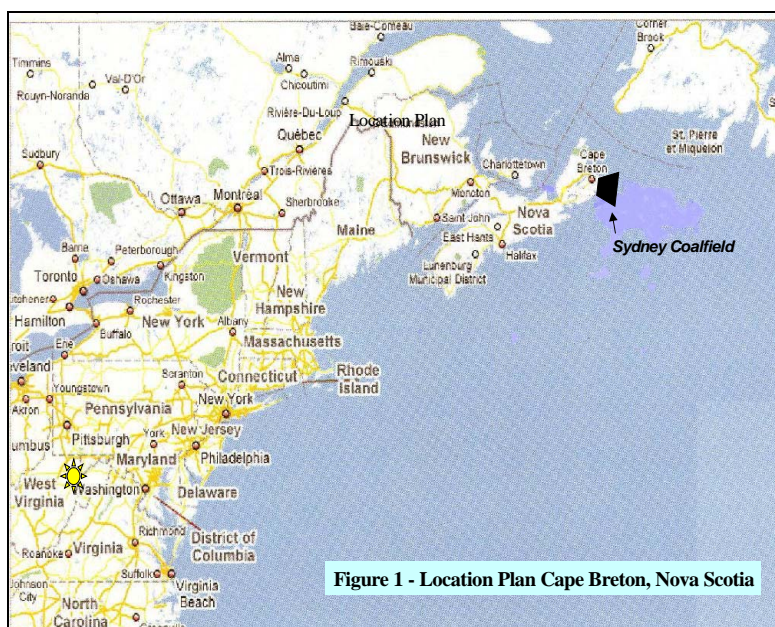 Baie-Comeau
Corner
Brook
Timmins
Alma
Rimouski
Val-D'Or
Chicoutimi
Rouyn-Noranda
Rivière-Du-Loup
Location Plan
St. Pierre
et Miquelon
Québec
New
Brunswick
Cape
Breton
Charlottetown
Sudbury
Trois-Rivières
Moncton
Ottawa
Montréal
Sherbrooke
Nova
Scotia
Saint John
Maine
East Hants
Halifax
Sydney Coalfield
Barrie
Peterborough
Vermont
Lunenburg
Municipal District
Toronto
Oshawa
Kingston
New
Hampshire
Kitchener
Rochester
Hamilton
New York
Albany
Buffalo
Massachusetts
Erie
Scranton
Connecticut
Rhode
Island
Youngstown
Akron
Pennsylvania
New York
Pittsburgh
York
New Jersey
Maryland
Philadelphia
West
Virginia
Washington
Delaware
Richmond
District of
Columbia
Roanoke
Virginia
Suffolk
Virginia
Beach
Johnson
City
North
Carolina
Figure 1 - Location Plan Cape Breton, Nova Scotia